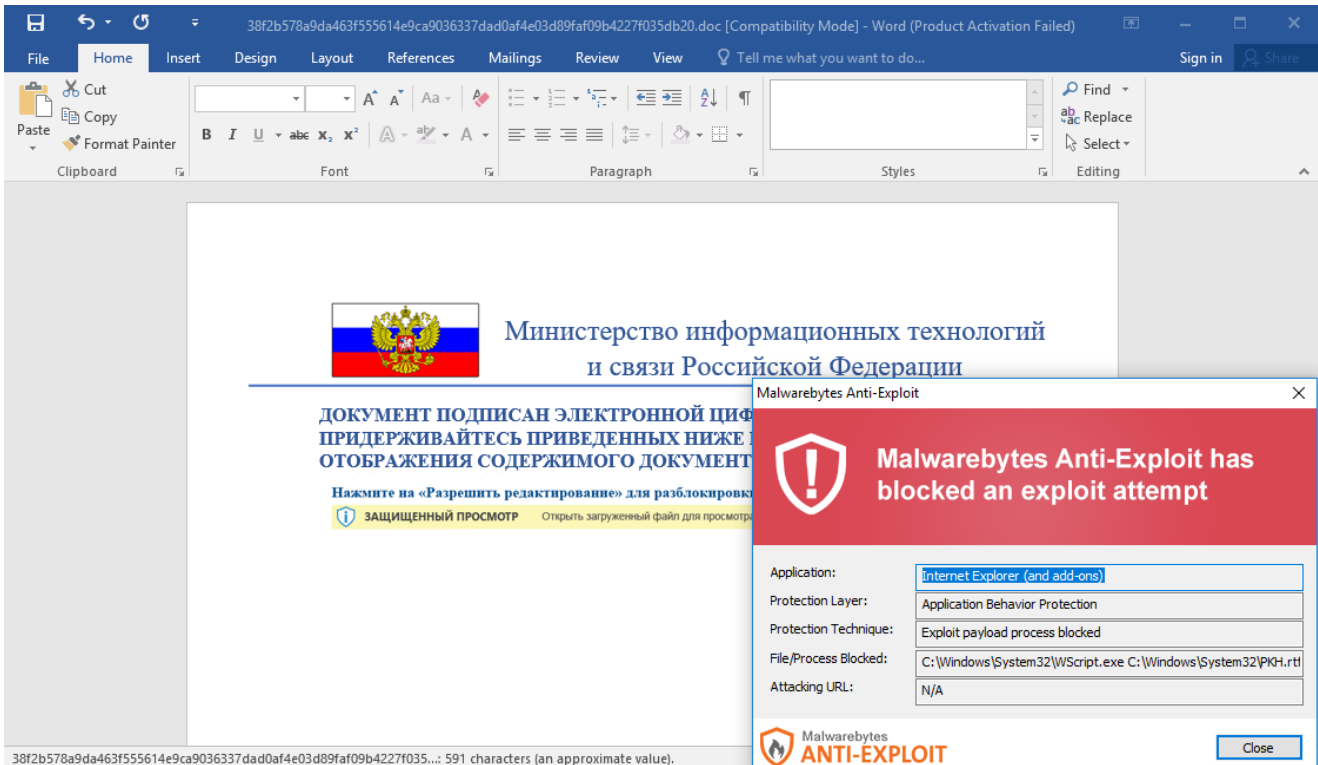 38f2b578a9da463f555614e9ca9036337dad0af4e03d89faf09b4227f035db20.doc [Compatibility Mode] - Word (Product Activation Failed)
File Home Insert Design Layout References Mailings Review View Tell me what you want to do... Sign in Share
Paste
Cut
Copy
Format Painter
Clipboard
Font
Paragraph
Styles
Find
Replace
Select
Editing
Министерство информационных технологий
и связи Российской Федерации
ДОКУМЕНТ ПОДПИСАН ЭЛЕКТРОННОЙ
ПРИДЕРЖИВАЙТЕСЬ ПРИВЕДЕННЫХ НИЖЕ
ОТОБРАЖЕНИЯ СОДЕРЖИМОГО
Нажмите на «Разрешить редактирование» для
ЗАЩИЩЕННЫЙ ПРОСМОТР Открыть загруженный файл для
Malwarebytes Anti-Exploit
Malwarebytes Anti-Exploit has
blocked an exploit attempt
Application: Internet Explorer (and add-ons)
Protection Layer: Application Behavior Protection
Protection Technique: Exploit payload process blocked
File/Process Blocked: C:\Windows\System32\WScript.exe C:\Windows\System32\PKH.rtf
Attacking URL: N/A
Malwarebytes
ANTI-EXPLOIT
Close
38f2b578a9da463f555614e9ca9036337dad0af4e03d89faf09b4227f035...: 591 characters (an approximate value).